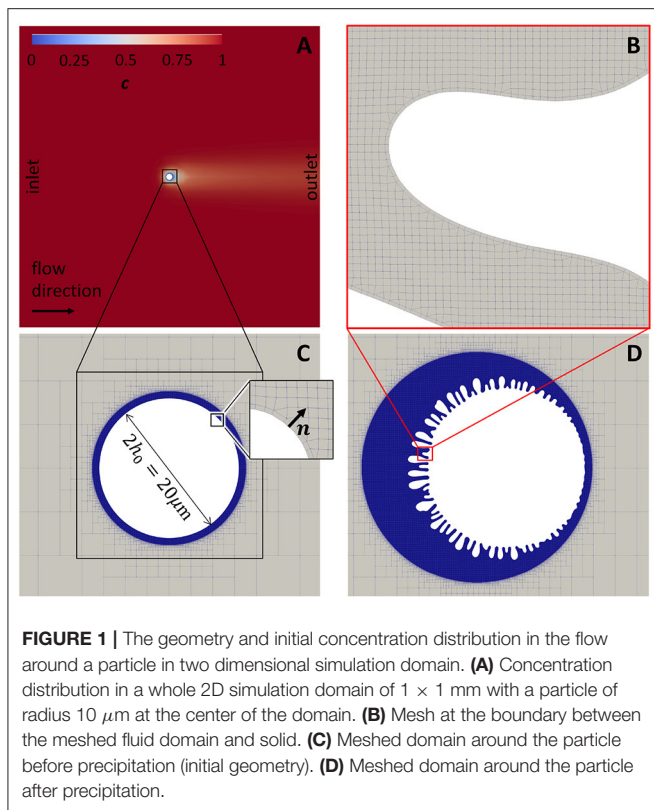 A
0 0.25 0.5 0.75 1
c
inlet
outlet
flow
direction
B
C
n
2h₀ = 20μm
D
FIGURE 1 | The geometry and initial concentration distribution in the flow
around a particle in two dimensional simulation domain. (A) Concentration
distribution in a whole 2D simulation domain of 1 × 1 mm with a particle of
radius 10 μm at the center of the domain. (B) Mesh at the boundary between
the meshed fluid domain and solid. (C) Meshed domain around the particle
before precipitation (initial geometry). (D) Meshed domain around the particle
after precipitation.